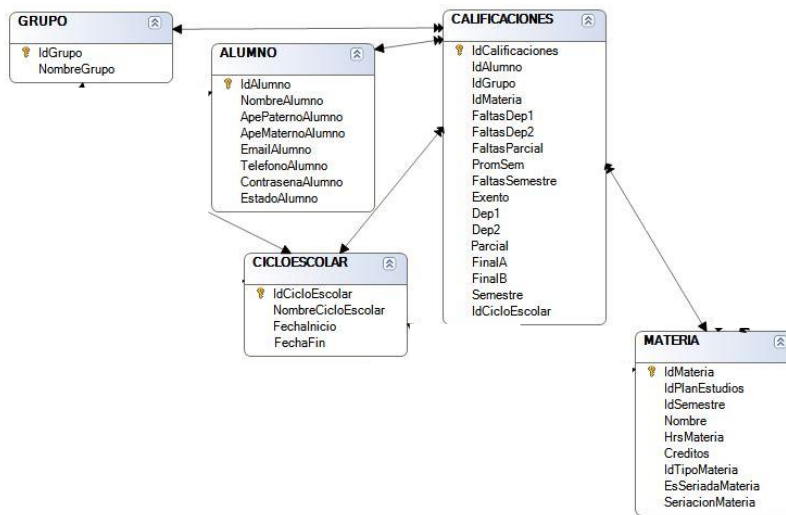 GRUPO
IdGrupo
NombreGrupo
ALUMNO
IdAlumno
NombreAlumno
ApePaternoAlumno
ApeMaternoAlumno
EmailAlumno
TelefonoAlumno
ContrasenaAlumno
EstadoAlumno
CALIFICACIONES
IdCalificaciones
IdAlumno
IdGrupo
IdMateria
FaltasDep1
FaltasDep2
FaltasParcial
PromSem
FaltasSemestre
Exento
Dep1
Dep2
Parcial
FinalA
FinalB
Semestre
IdCicloEscolar
CICLOESCOLAR
IdCicloEscolar
NombreCicloEscolar
FechaInicio
FechaFin
MATERIA
IdMateria
IdPlanEstudios
IdSemestre
Nombre
HrsMateria
Creditos
IdTipoMateria
EsSeriadaMateria
SeriacionMateria